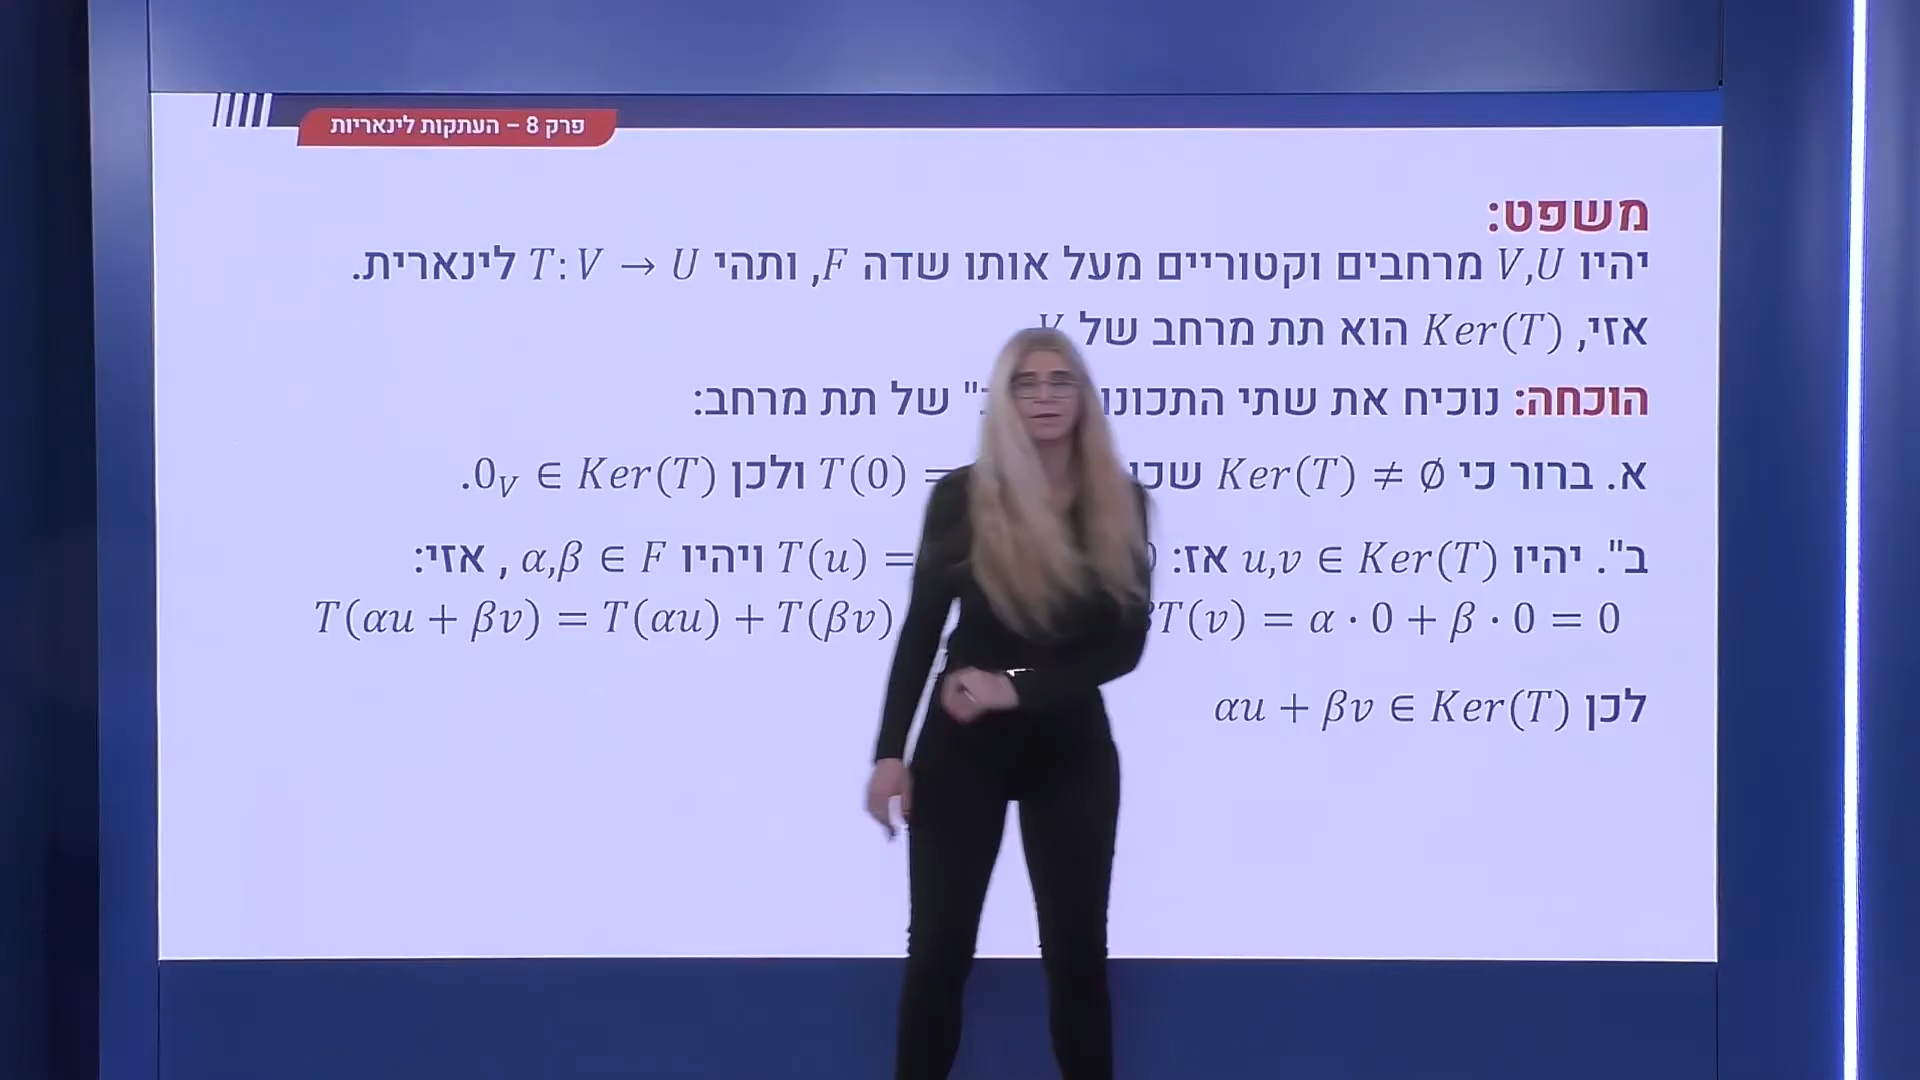 פרק 8 – העתקות לינאריות
משפט:
יהיו V,U מרחבים וקטוריים מעל אותו שדה F, ותהי T: V → U לינארית.
אזי, Ker(T) הוא תת מרחב של V
הוכחה: נוכיח את שתי של תת מרחב:
א. ברור כי Ker(T) ≠ ∅ T(0) = ולכן 0_V ∈ Ker(T).
ב". יהיו u,v ∈ Ker(T) אז: T(u) = ויהיו α,β ∈ F , אזי:
T(αu + βv) = T(αu) + T(βv) T(v) = α · 0 + β · 0 = 0
לכן αu + βv ∈ Ker(T)